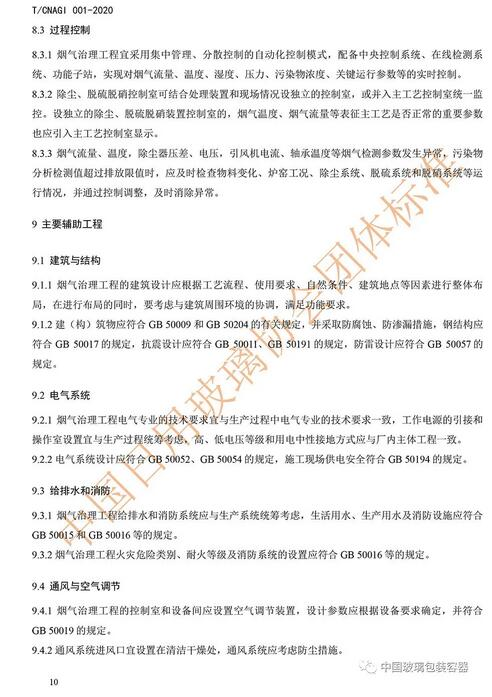 T/CNAGI 001-2020
8.3 过程控制
8.3.1 烟气治理工程宜采用集中管理、分散控制的自动化控制模式，配备中央控制系统、在线检测系
统、功能子站，实现对烟气流量、温度、湿度、压力、污染物浓度、关键运行参数等的实时控制。
8.3.2 除尘、脱硫脱硝控制室可结合处理装置和现场情况设独立的控制室，或并入主工艺控制室统一监
控。设独立的除尘、脱硫脱硝装置控制室的，烟气温度、烟气流量等表征主工艺是否正常的重要参数
也应引入主工艺控制室显示。
8.3.3 烟气流量、温度，除尘器压差、电压，引风机电流、轴承温度等烟气检测参数发生异常，污染物
分析检测值超过排放限值时，应及时检查物料变化、炉窑工况、除尘系统、脱硫系统和脱硝系统等运
行情况，并通过控制调整，及时消除异常。
9 主要辅助工程
9.1 建筑与结构
9.1.1 烟气治理工程的建筑设计应根据工艺流程、使用要求、自然条件、建筑地点等因素进行整体布
局，在进行布局的同时，要考虑与建筑周围环境的协调，满足功能要求。
9.1.2 建（构）筑物应符合 GB 50009 和 GB 50204 的有关规定，并采取防腐蚀、防渗漏措施，钢结构应
符合 GB 50017 的规定，抗震设计应符合 GB 50011、GB 50191 的规定，防雷设计应符合 GB 50057 的
规定。
9.2 电气系统
9.2.1 烟气治理工程电气专业的技术要求宜与生产过程中电气专业的技术要求一致，工作电源的引接和
操作室设置宜与生产过程统筹考虑，高、低电压等级和用电中性接地方式应与厂内主体工程一致。
9.2.2 电气系统设计应符合 GB 50052、GB 50054 的规定，施工现场供电安全符合 GB 50194 的规定。
9.3 给排水和消防
9.3.1 烟气治理工程给排水和消防系统应与生产系统统筹考虑，生活用水、生产用水及消防设施应符合
GB 50015 和 GB 50016 等的规定。
9.3.2 烟气治理工程火灾危险类别、耐火等级及消防系统的设置应符合 GB 50016 等的规定。
9.4 通风与空气调节
9.4.1 烟气治理工程的控制室和设备间应设置空气调节装置，设计参数应根据设备要求确定，并符合
GB 50019 的规定。
9.4.2 通风系统进风口宜设置在清洁干燥处，通风系统应考虑防尘措施。
10
中国玻璃包装容器
中国日用玻璃协会团体标准